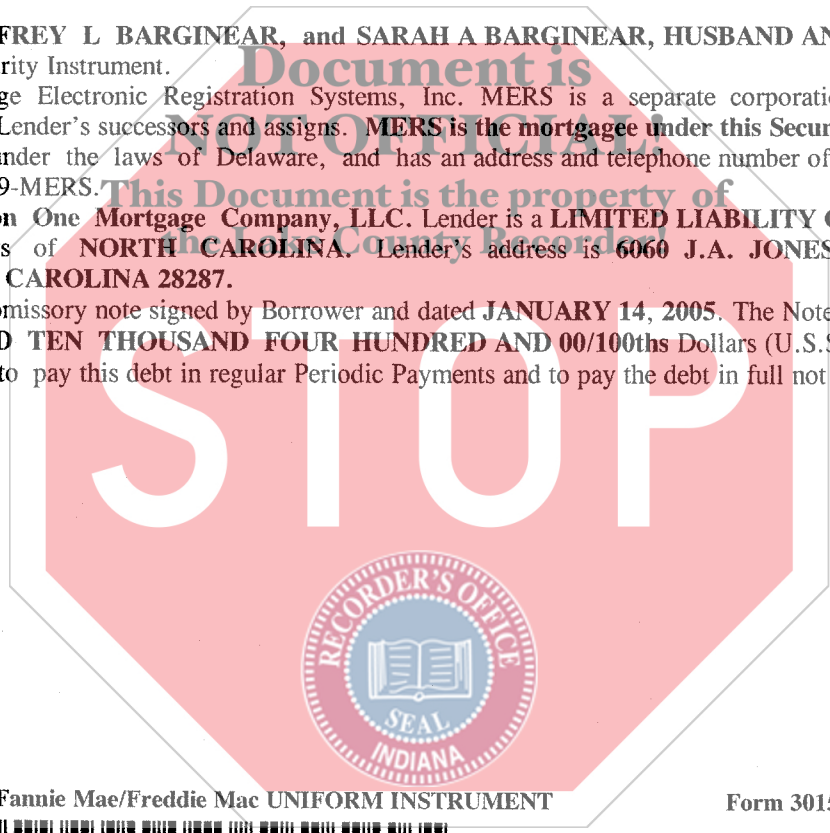 FREY L BARGINEAR, and SARAH A BARGINEAR, HUSBAND AN
rity Instrument.
Document is
ge Electronic Registration Systems, Inc. MERS is a separate corporati
Lender's successors and assigns. MERS is the mortgagee under this Secur
NOT OFFICIAL!
nder the laws of Delaware, and has an address and telephone number of
9-MERS.
This Document is the property of
on One Mortgage Company, LLC. Lender is a LIMITED LIABILITY C
the Lake County Recorder!
s of NORTH CAROLINA. Lender's address is 6060 J.A. JONES
CAROLINA 28287.
omissory note signed by Borrower and dated JANUARY 14, 2005. The Note
D TEN THOUSAND FOUR HUNDRED AND 00/100ths Dollars (U.S.$
to pay this debt in regular Periodic Payments and to pay the debt in full not
STOP
RECORDER'S OFFICE
SEAL
INDIANA
Fannie Mae/Freddie Mac UNIFORM INSTRUMENT Form 3015